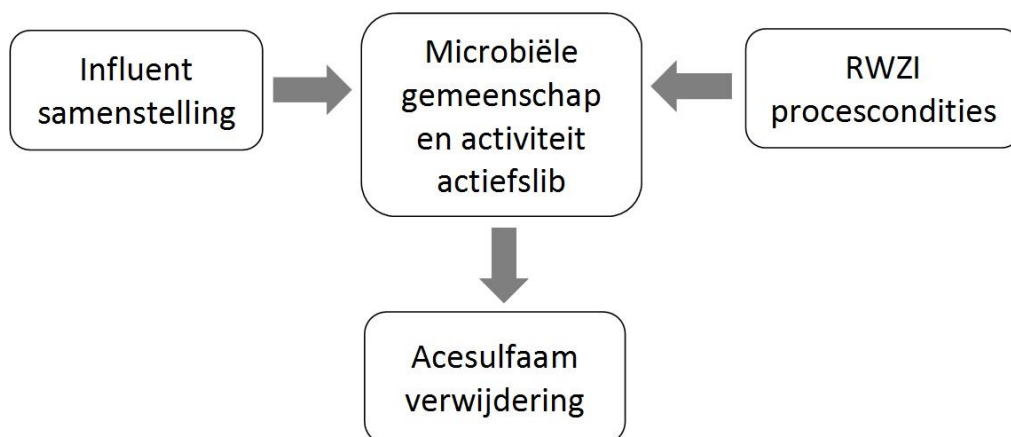 Influent
samenstelling
Microbiële
gemeenschap
en activiteit
actiefslib
RWZI
procescondities
Acesulfaam
verwijdering